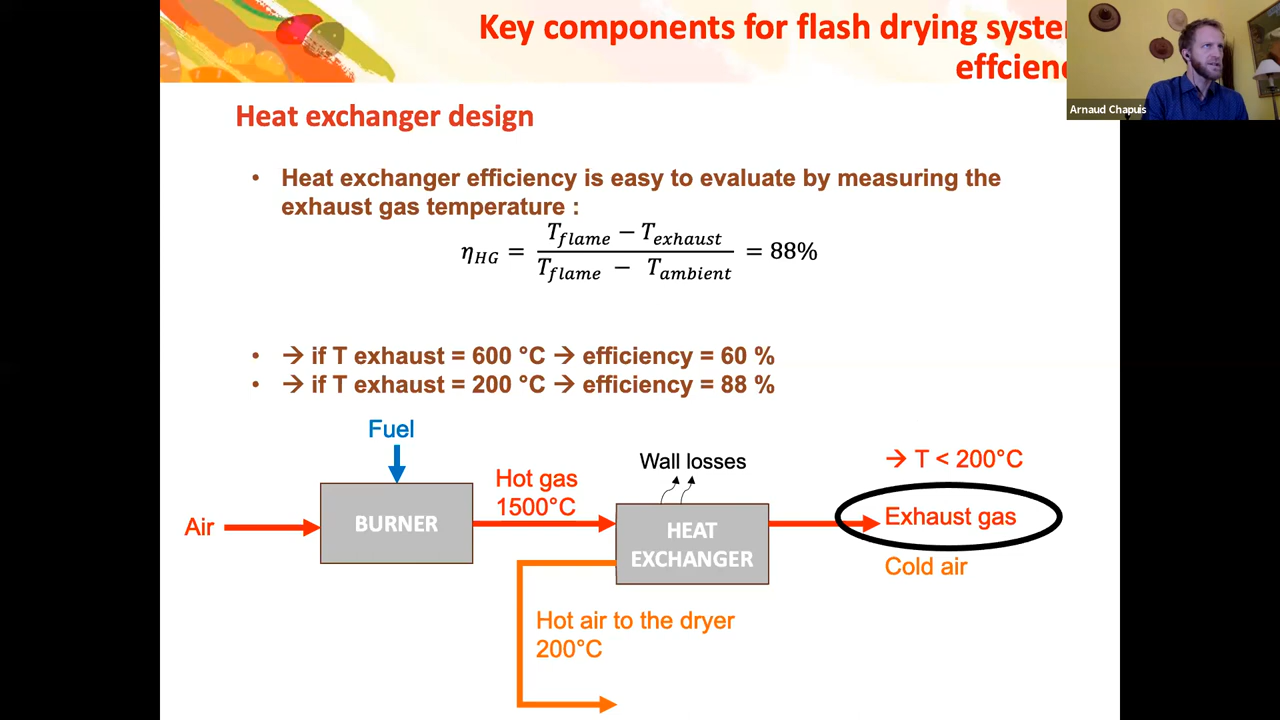 Key components for flash drying
Arnaud Chapuis
Heat exchanger design
• Heat exchanger efficiency is easy to evaluate by measuring the
exhaust gas temperature :
η_HG = (T_flame − T_exhaust) / (T_flame − T_ambient) = 88%
• → if T exhaust = 600 °C → efficiency = 60 %
• → if T exhaust = 200 °C → efficiency = 88 %
Fuel
Air
BURNER
Hot gas
1500°C
Wall losses
HEAT
EXCHANGER
→ T < 200°C
Exhaust gas
Cold air
Hot air to the dryer
200°C